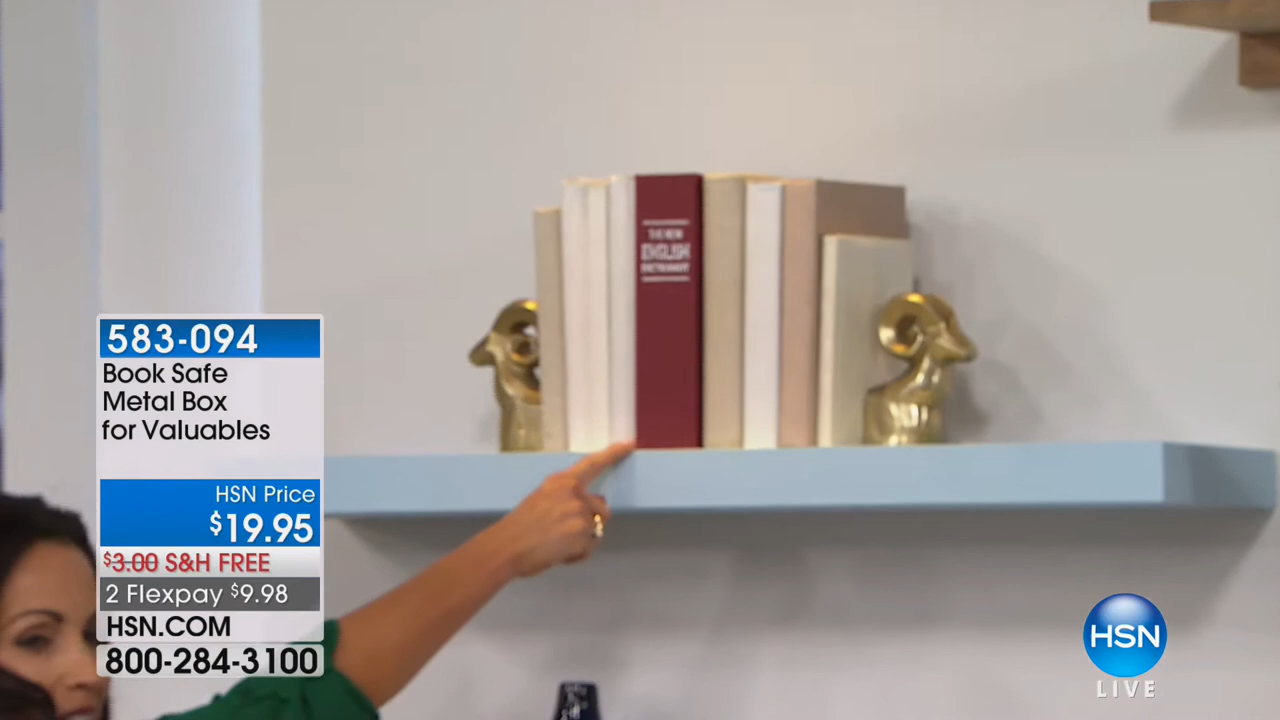 583-094
Book Safe
Metal Box
for Valuables
HSN Price
$19.95
$3.00 S&H FREE
2 Flexpay $9.98
HSN.COM
800-284-3100
THE NEW
ENGLISH
DICTIONARY
HSN
LIVE